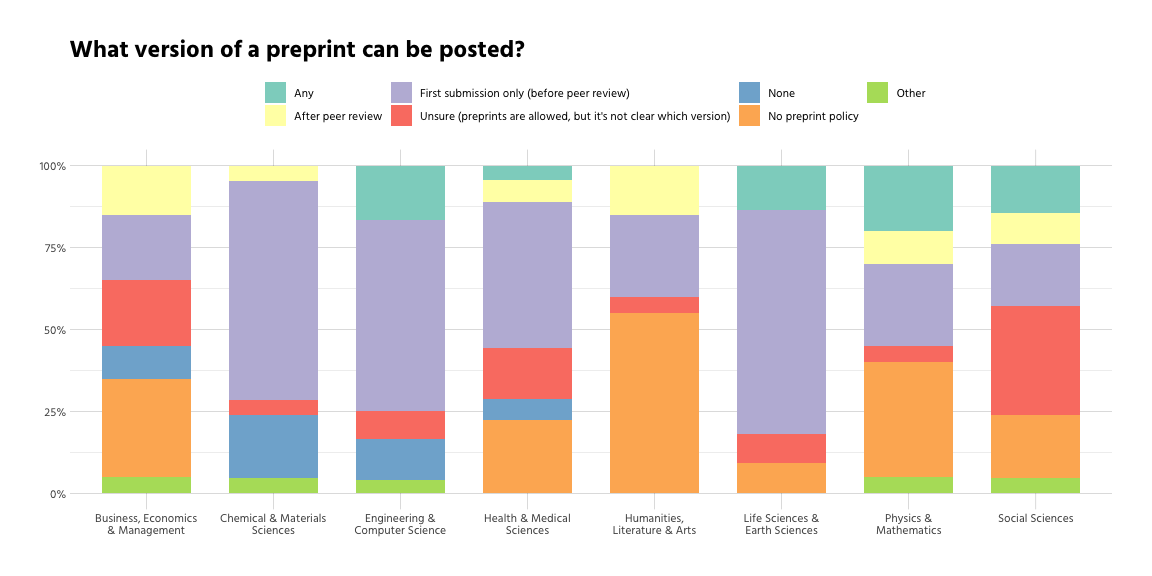 What version of a preprint can be posted?
Any
First submission only (before peer review)
None
Other
After peer review
Unsure (preprints are allowed, but it's not clear which version)
No preprint policy
100%
75%
50%
25%
0%
Business, Economics
& Management
Chemical & Materials
Sciences
Engineering &
Computer Science
Health & Medical
Sciences
Humanities,
Literature & Arts
Life Sciences &
Earth Sciences
Physics &
Mathematics
Social Sciences